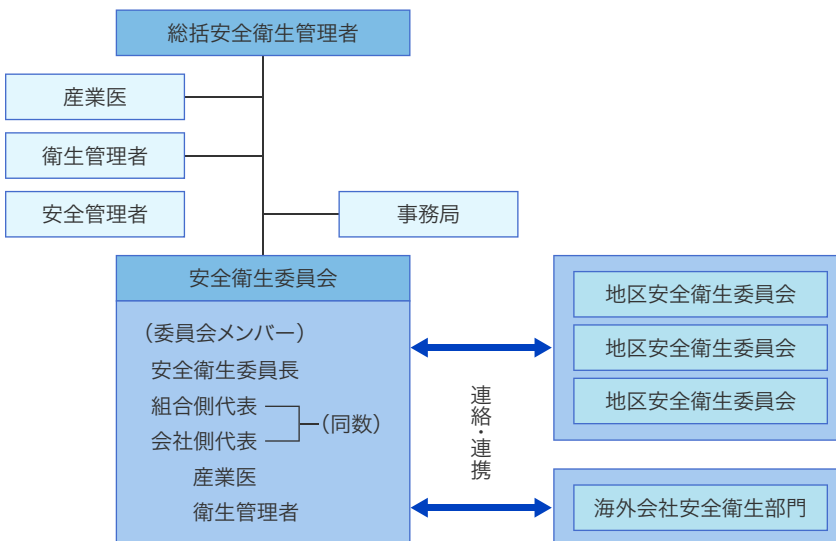 総括安全衛生管理者
産業医
衛生管理者
安全管理者
事務局
安全衛生委員会
（委員会メンバー）
安全衛生委員長
組合側代表
会社側代表
（同数）
産業医
衛生管理者
連絡・連携
地区安全衛生委員会
地区安全衛生委員会
地区安全衛生委員会
海外会社安全衛生部門